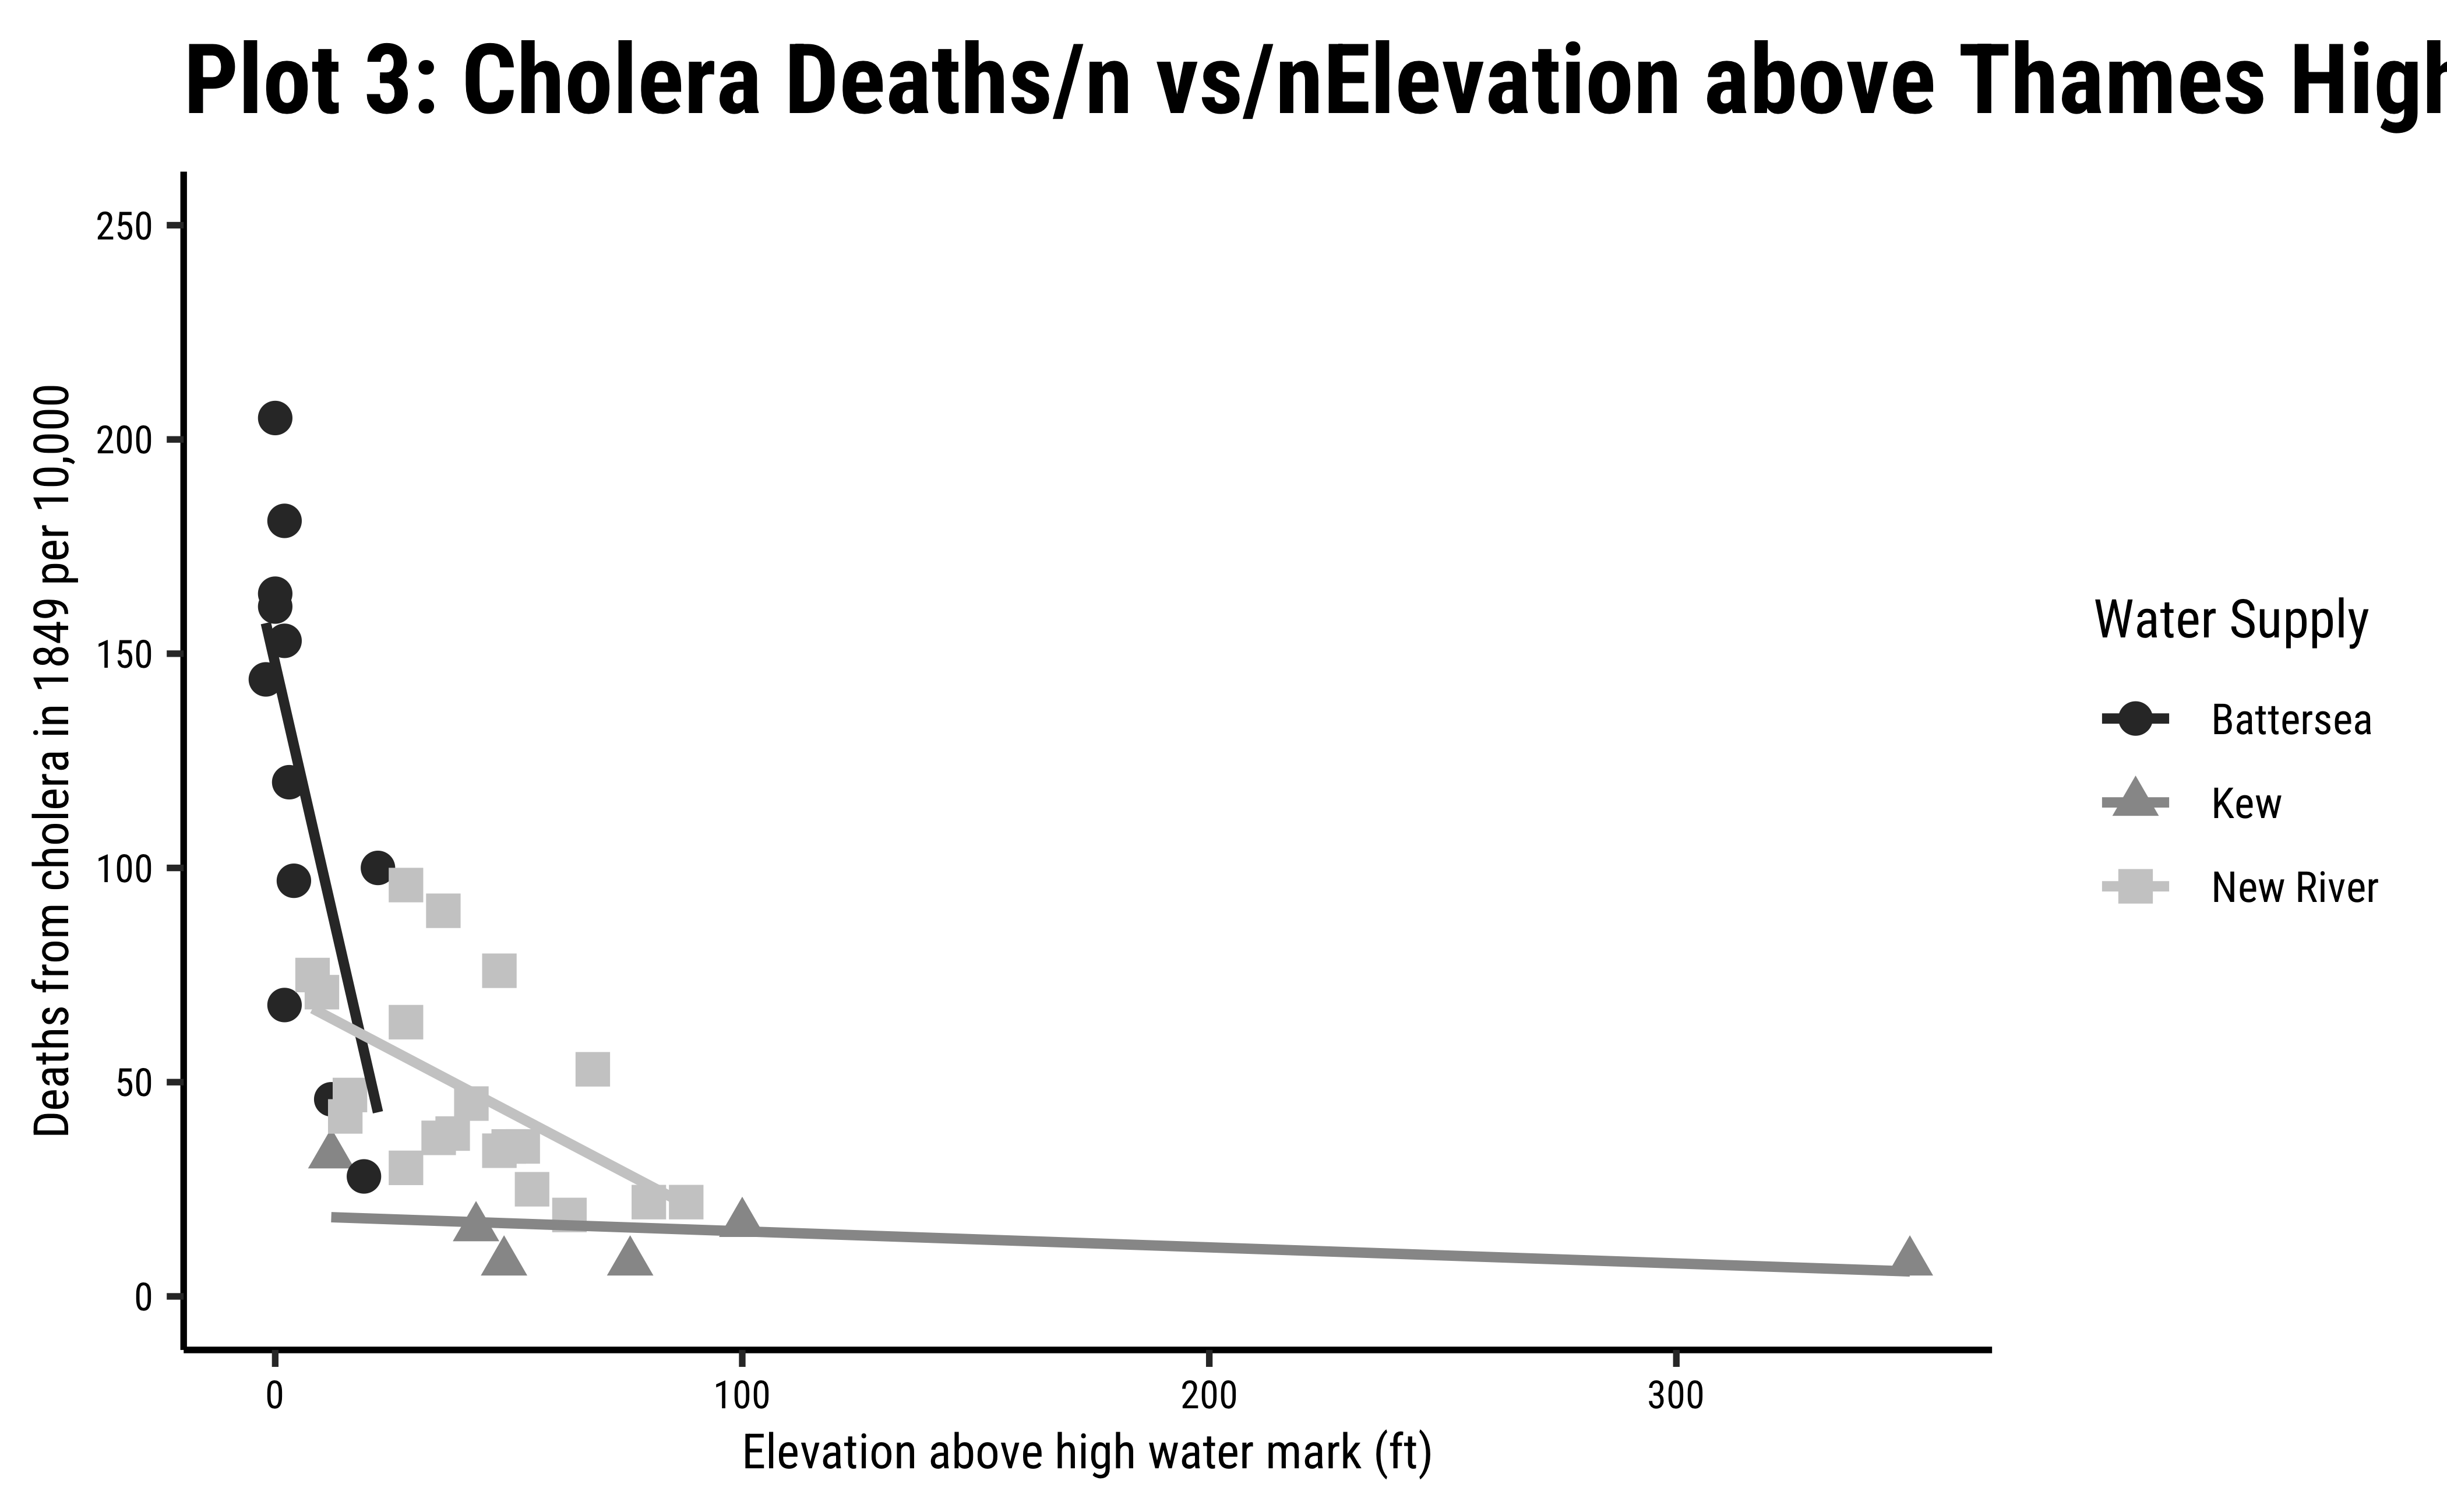 Plot 3: Cholera Deaths/n vs/nElevation above Thames High
Deaths from cholera in 1849 per 10,000
250
200
150
100
50
0
0
100
200
300
Elevation above high water mark (ft)
Water Supply
Battersea
Kew
New River